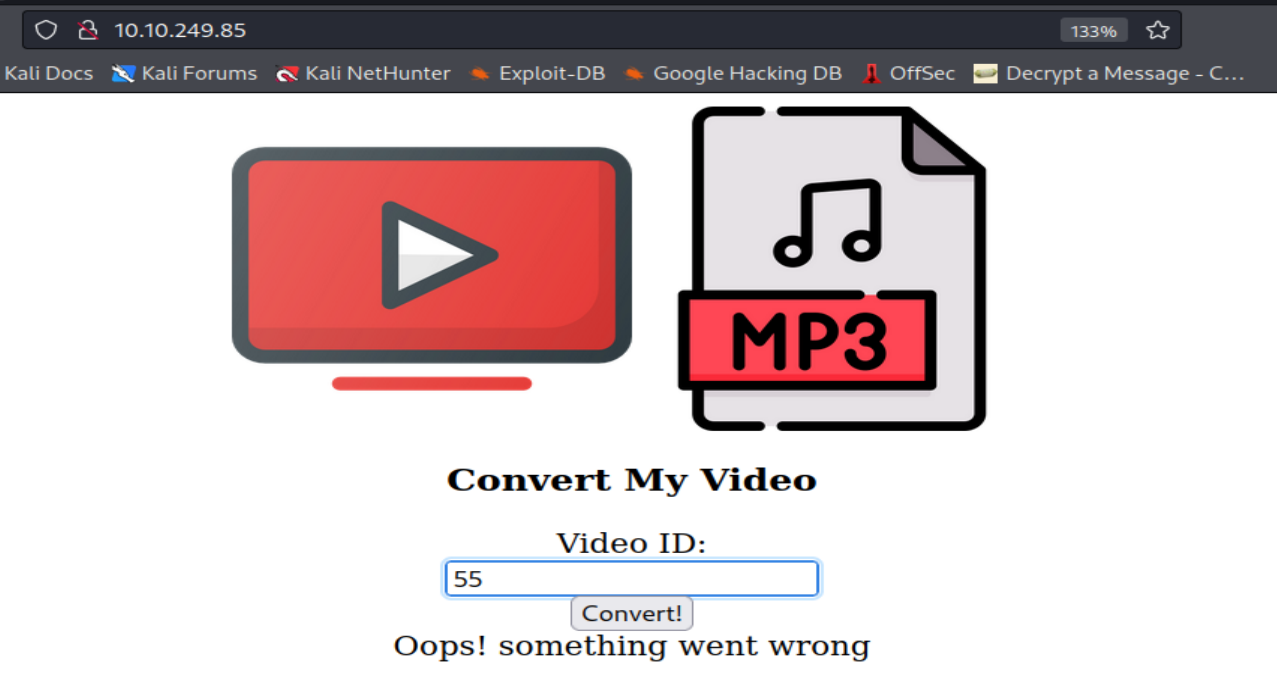 10.10.249.85 133%
Kali Docs Kali Forums Kali NetHunter Exploit-DB Google Hacking DB OffSec Decrypt a Message - C...
MP3
Convert My Video
Video ID:
55
Convert!
Oops! something went wrong